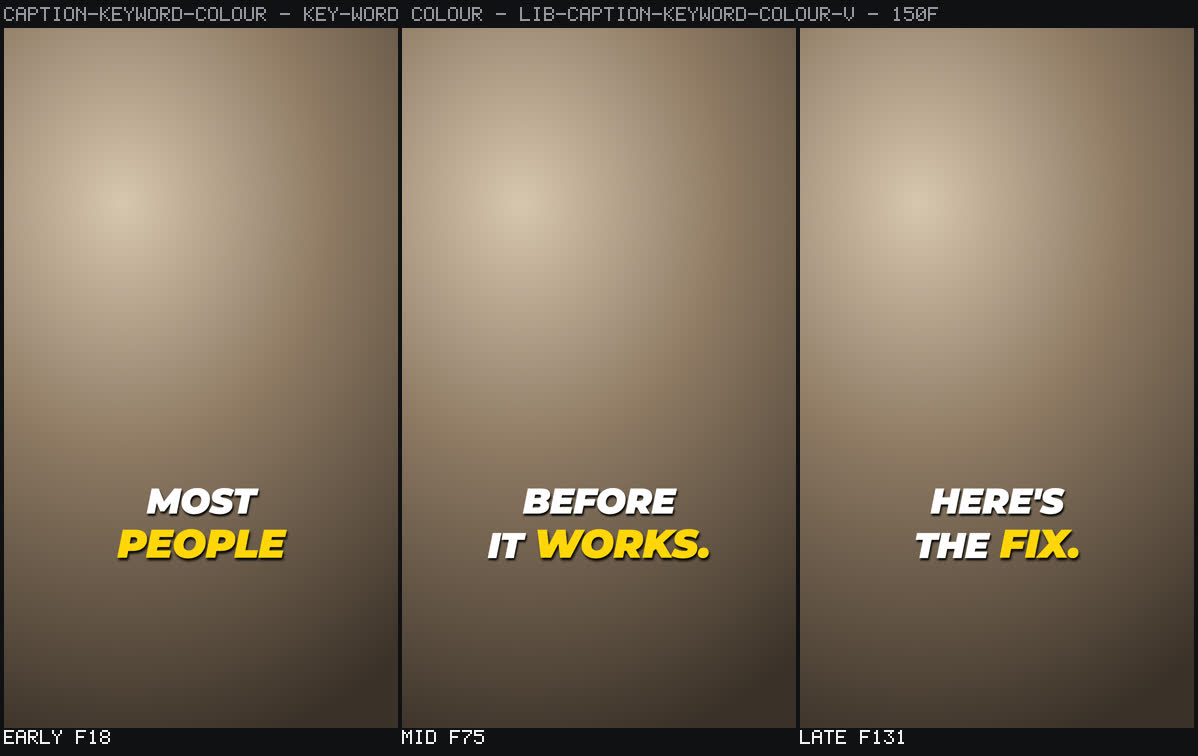 CAPTION-KEYWORD-COLOUR - KEY-WORD COLOUR - LIB-CAPTION-KEYWORD-COLOUR-V - 150F
MOST
PEOPLE
BEFORE
IT WORKS.
HERE'S
THE FIX.
EARLY F18
MID F75
LATE F131